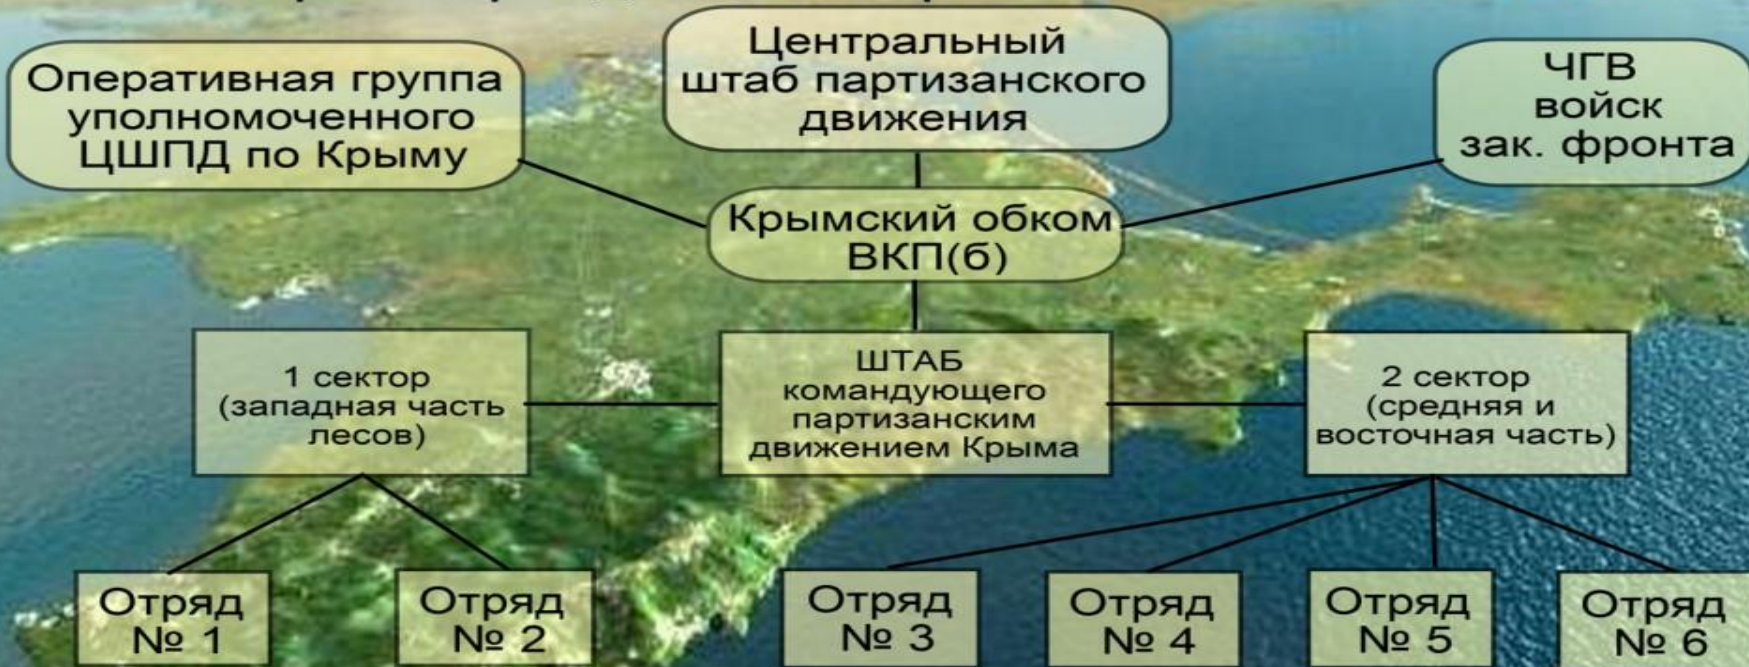 Центральный
штаб партизанского
движения
Оперативная группа
уполномоченного
ЦШПД по Крыму
ЧГВ
войск
зак. фронта
Крымский обком
ВКП(б)
1 сектор
(западная часть
лесов)
ШТАБ
командующего
партизанским
движением Крыма
2 сектор
(средняя и
восточная часть)
Отряд
№ 1
Отряд
№ 2
Отряд
№ 3
Отряд
№ 4
Отряд
№ 5
Отряд
№ 6